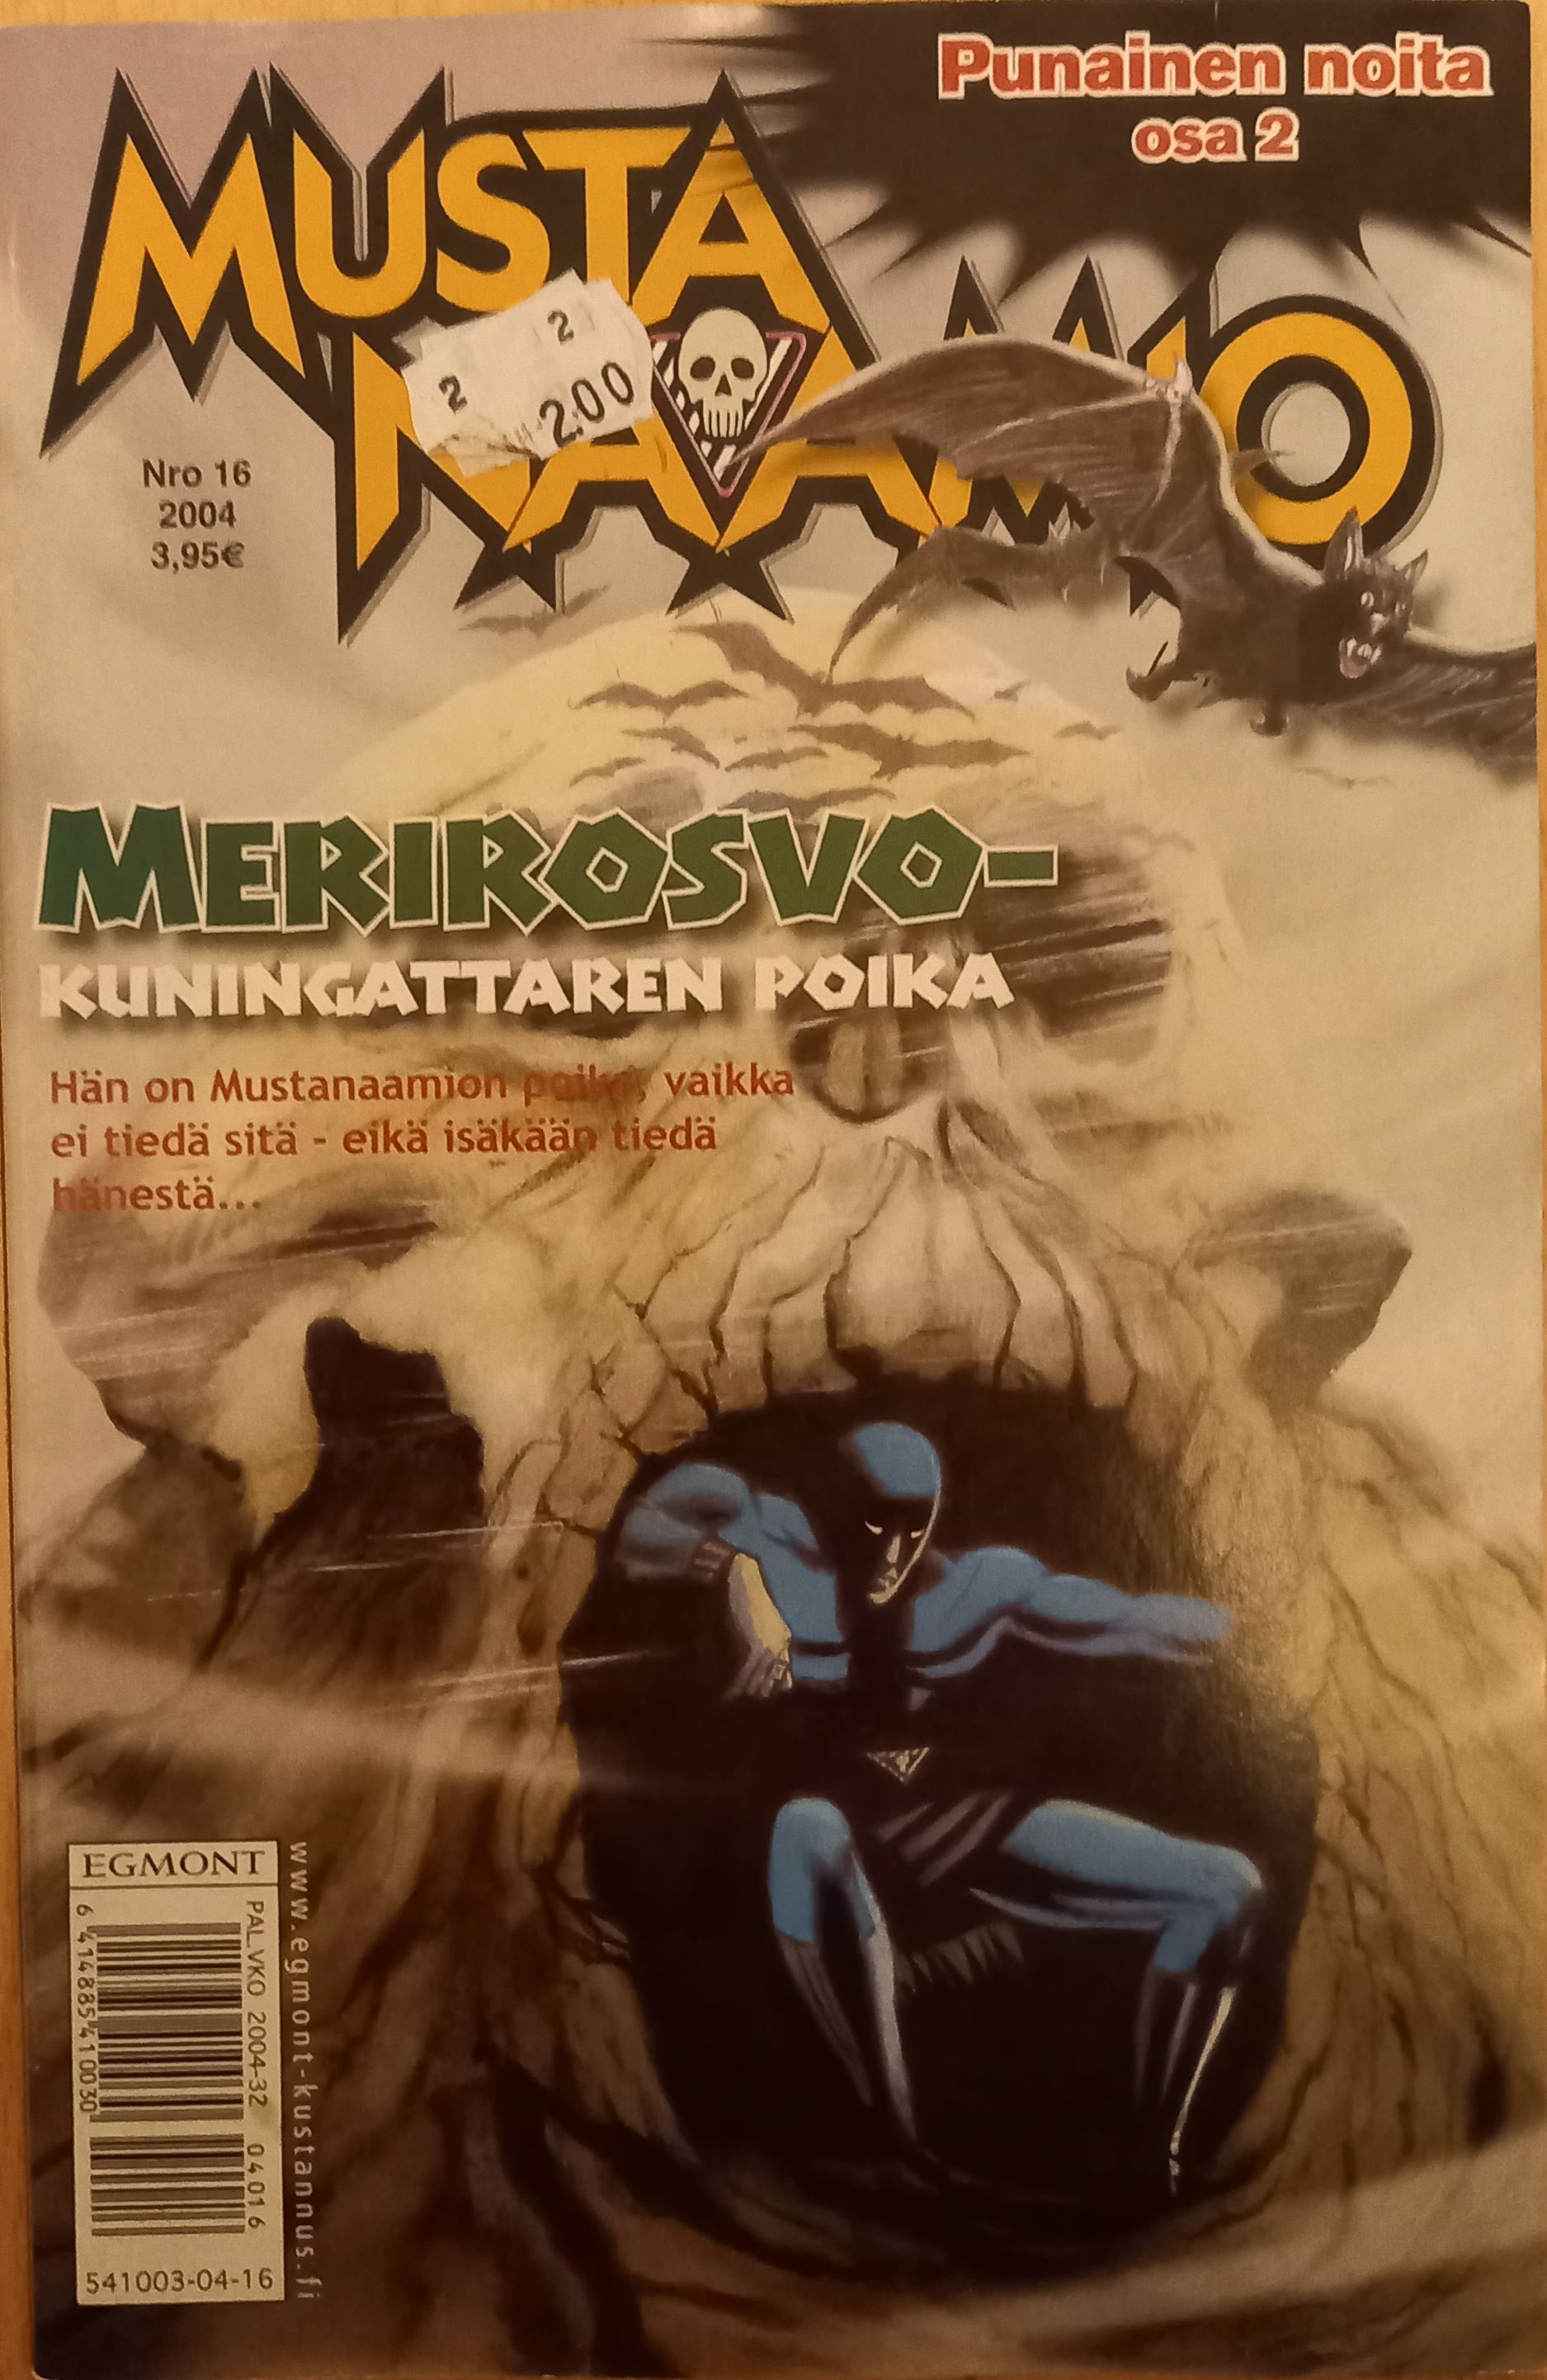 Punainen noita
osa 2
MUSTA
NAAMIO
2
2
2.00
Nro 16
2004
3,95€
MERIROSVO-
KUNINGATTAREN POIKA
Hän on Mustanaamion poika, vaikka
ei tiedä sitä - eikä isäkään tiedä
hänestä...
EGMONT
PAL.VKO 2004-32
04016
6 414885 410030
541003-04-16
www.egmont-kustannus.fi